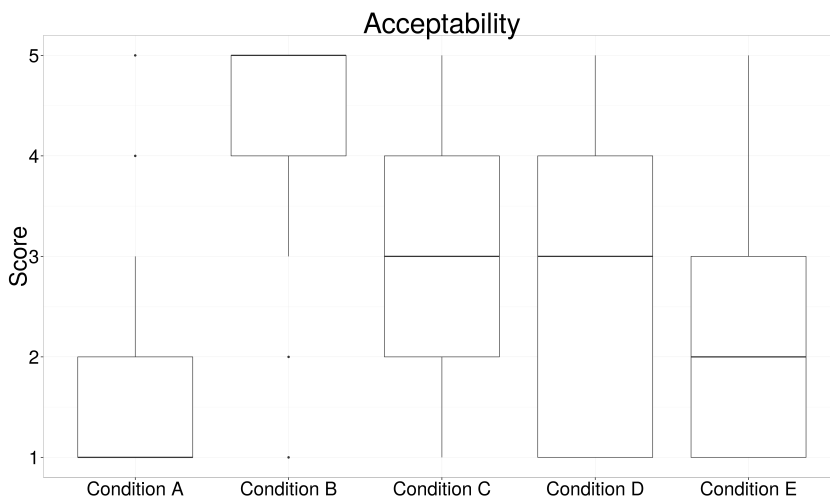 Acceptability
Score
5
4
3
2
1
Condition A
Condition B
Condition C
Condition D
Condition E